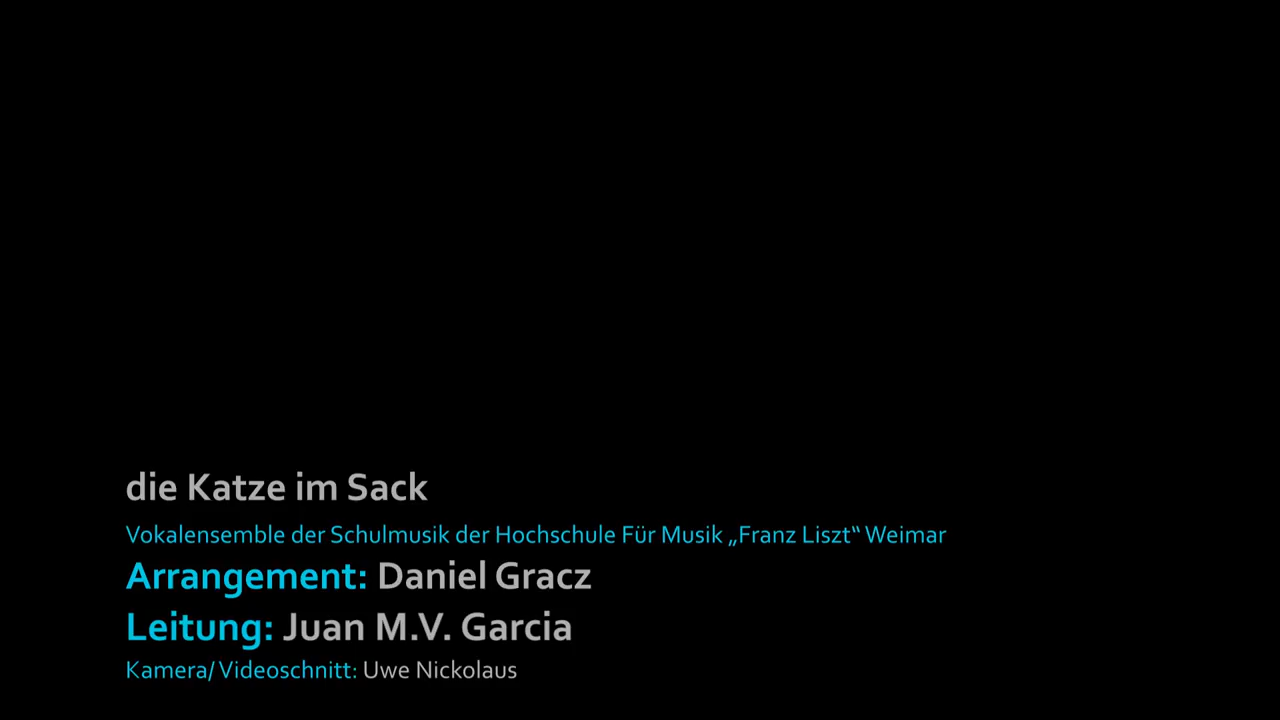 die Katze im Sack
Vokalensemble der Schulmusik der Hochschule Für Musik „Franz Liszt“ Weimar
Arrangement: Daniel Gracz
Leitung: Juan M.V. Garcia
Kamera/Videoschnitt: Uwe Nickolaus